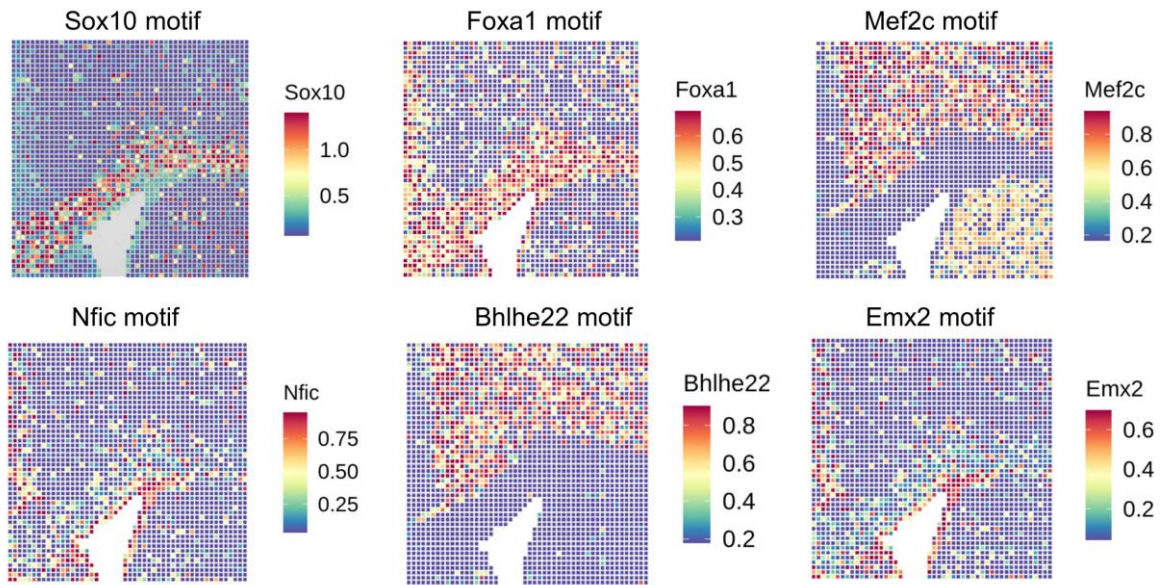 Sox10 motif
Foxa1 motif
Mef2c motif
Sox10
1.0
0.5
Foxa1
0.6
0.5
0.4
0.3
Mef2c
0.8
0.6
0.4
0.2
Nfic motif
Bhlhe22 motif
Emx2 motif
Nfic
0.75
0.50
0.25
Bhlhe22
0.8
0.6
0.4
0.2
Emx2
0.6
0.4
0.2